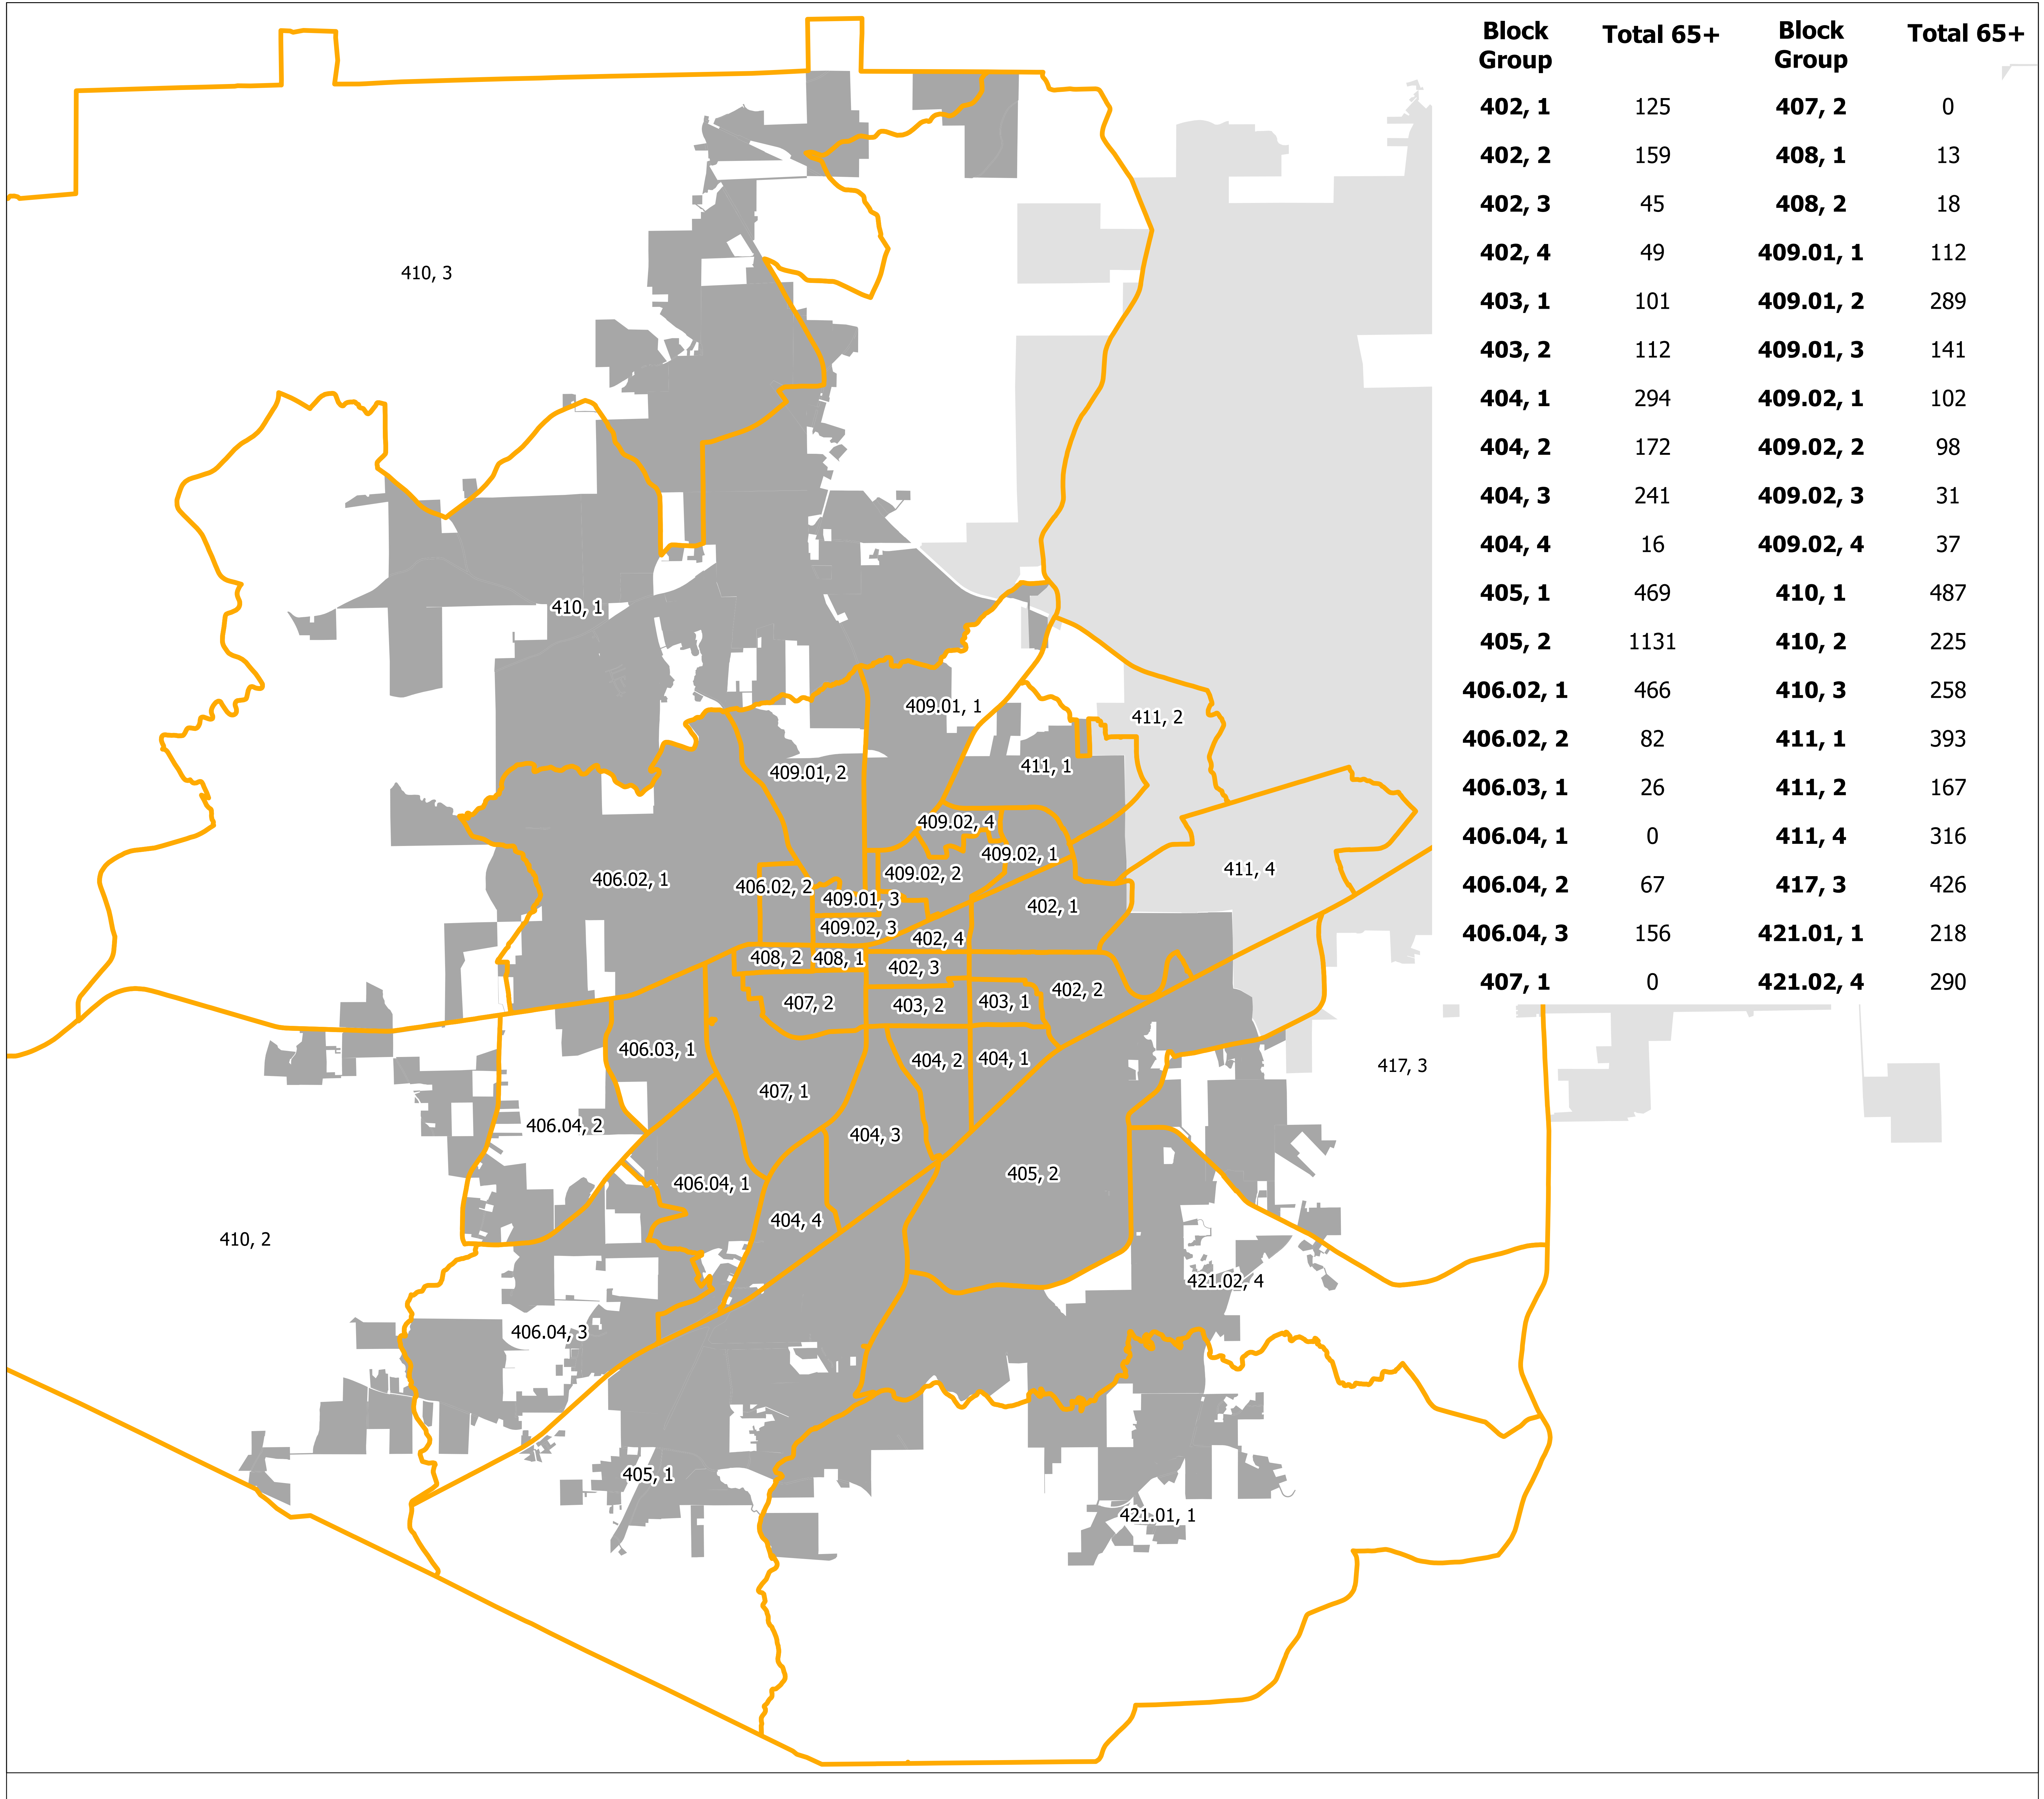 Block Group Total 65+ Block Group Total 65+
402, 1 125 407, 2 0
402, 2 159 408, 1 13
402, 3 45 408, 2 18
402, 4 49 409.01, 1 112
403, 1 101 409.01, 2 289
403, 2 112 409.01, 3 141
404, 1 294 409.02, 1 102
404, 2 172 409.02, 2 98
404, 3 241 409.02, 3 31
404, 4 16 409.02, 4 37
405, 1 469 410, 1 487
405, 2 1131 410, 2 225
406.02, 1 466 410, 3 258
406.02, 2 82 411, 1 393
406.03, 1 26 411, 2 167
406.04, 1 0 411, 4 316
406.04, 2 67 417, 3 426
406.04, 3 156 421.01, 1 218
407, 1 0 421.02, 4 290
410, 3
410, 1
409.01, 1
411, 2
409.01, 2
411, 1
409.02, 4
409.02, 1
411, 4
409.02, 2
406.02, 1
406.02, 2
409.01, 3
402, 1
409.02, 3
402, 4
408, 2
408, 1
402, 3
402, 2
407, 2
403, 2
403, 1
406.03, 1
404, 2
404, 1
417, 3
407, 1
406.04, 2
404, 3
405, 2
406.04, 1
404, 4
410, 2
421.02, 4
406.04, 3
405, 1
421.01, 1